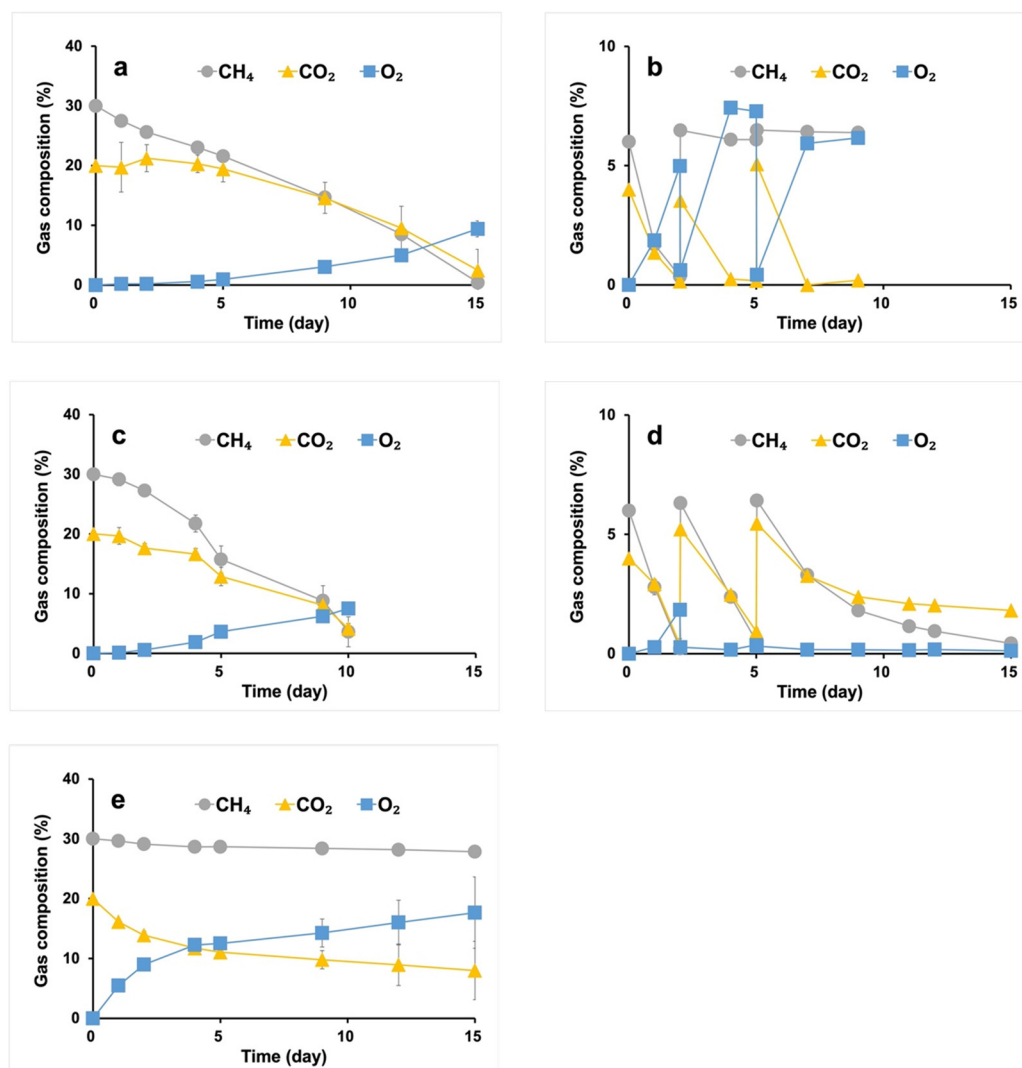 a
CH₄ CO₂ O₂
Gas composition (%)
40
30
20
10
0
0 5 10 15
Time (day)
b
CH₄ CO₂ O₂
Gas composition (%)
10
5
0
0 5 10 15
Time (day)
c
CH₄ CO₂ O₂
Gas composition (%)
40
30
20
10
0
0 5 10 15
Time (day)
d
CH₄ CO₂ O₂
Gas composition (%)
10
5
0
0 5 10 15
Time (day)
e
CH₄ CO₂ O₂
Gas composition (%)
40
30
20
10
0
0 5 10 15
Time (day)